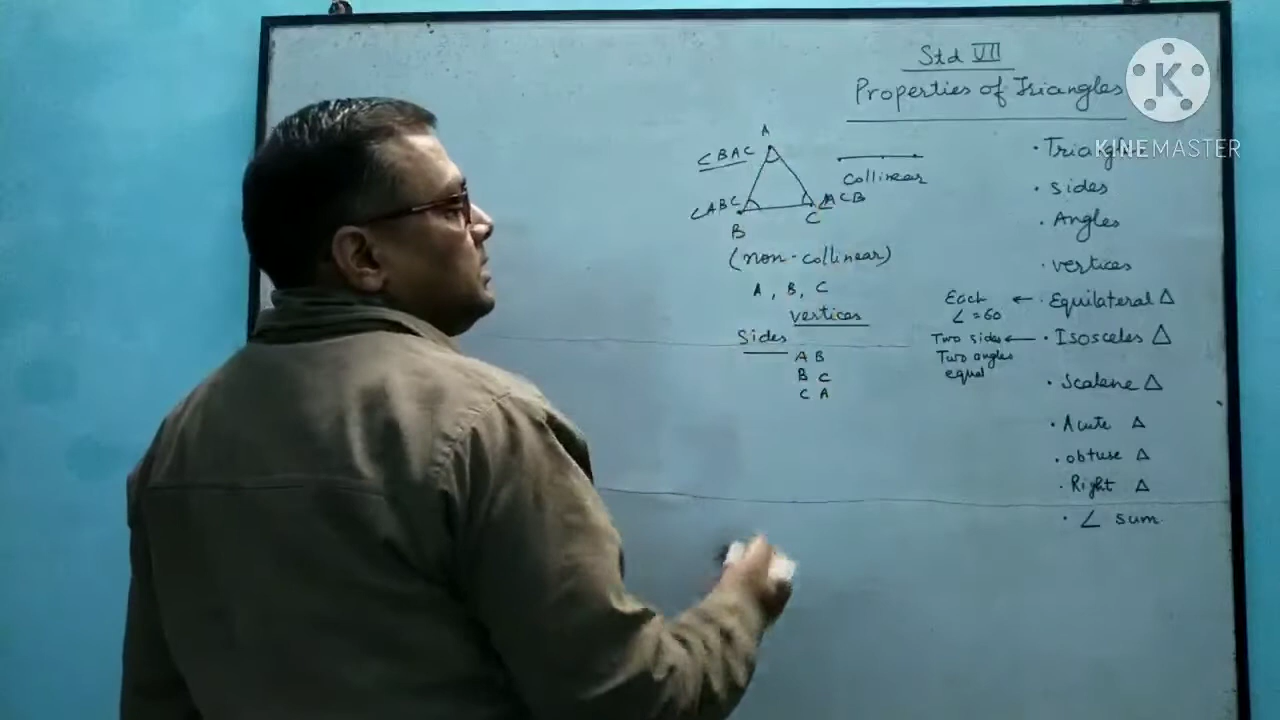 Std VII
Properties of Triangles
K
KINEMASTER
A
∠BAC
∠ABC
B
C
∠ACB
collinear
(non-collinear)
A, B, C
vertices
Sides
A B
B C
C A
• Triangle
• sides
• Angles
• vertices
Each ∠ = 60 ← • Equilateral Δ
Two sides ← • Isosceles Δ
Two angles
equal
• Scalene Δ
• Acute Δ
• obtuse Δ
• Right Δ
• ∠ sum